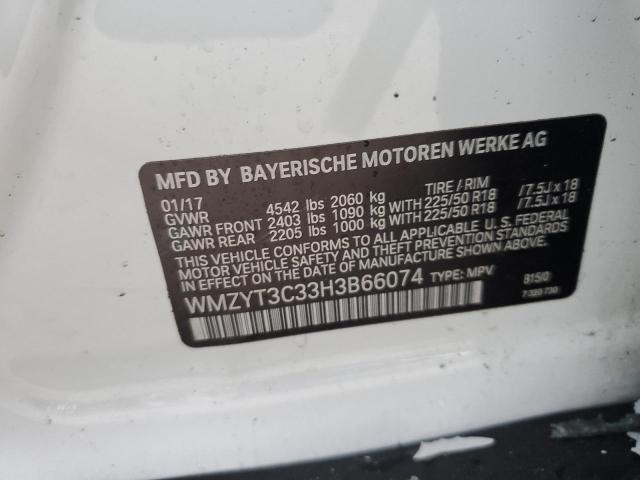 MFD BY BAYERISCHE MOTOREN WERKE AG
01/17 TIRE / RIM
GVWR 4542 lbs 2060 kg
GAWR FRONT 2403 lbs 1090 kg WITH 225/50 R18 /7.5J x 18
GAWR REAR 2205 lbs 1000 kg WITH 225/50 R18 /7.5J x 18
THIS VEHICLE CONFORMS TO ALL APPLICABLE U.S. FEDERAL
MOTOR VEHICLE SAFETY AND THEFT PREVENTION STANDARDS
IN EFFECT ON THE DATE OF MANUFACTURE SHOWN ABOVE.
WMZYT3C33H3B66074 TYPE: MPV